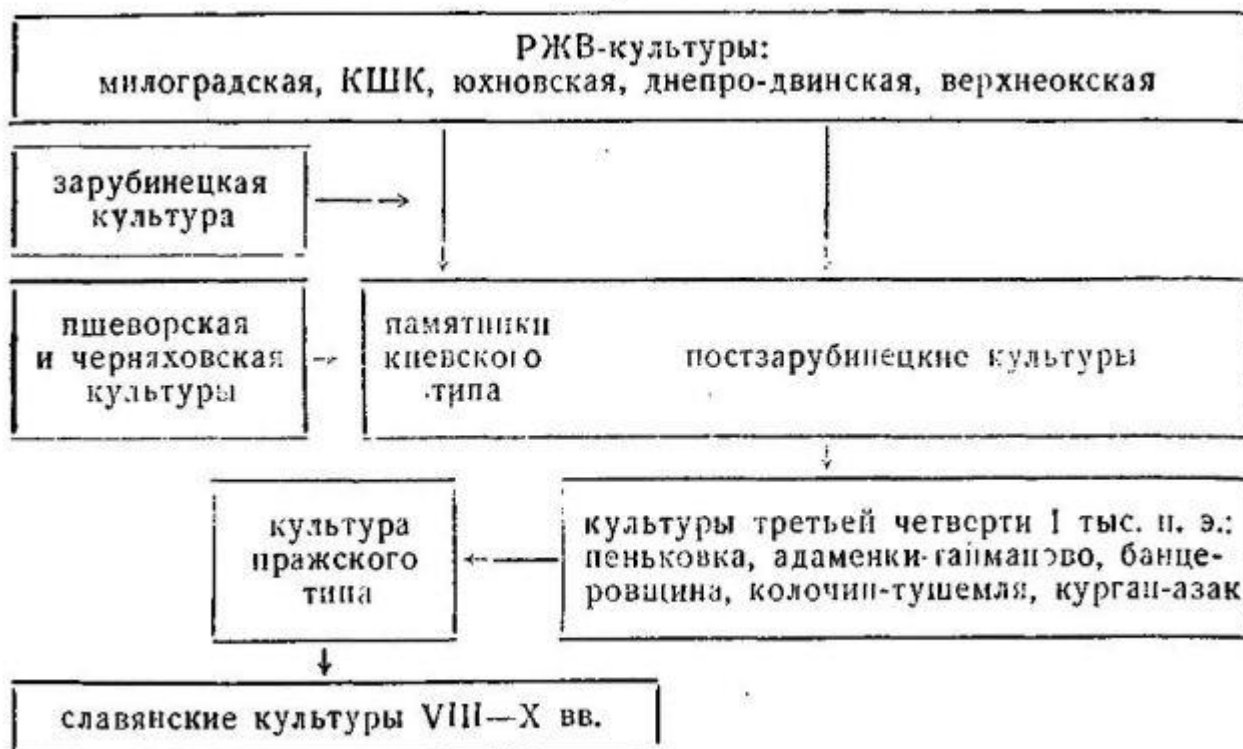 РЖВ-культуры:
милоградская, КШК, юхновская, днепро-двинская, верхнеокская
зарубинецкая
культура
пшеворская
и черняховская
культуры
памятники
киевского
типа
постзарубинецкие культуры
культура
пражского
типа
культуры третьей четверти I тыс. н. э.:
пеньковка, адаменки-тайманово, банце-
ровщина, колочин-тушемля, курган-азак
славянские культуры VIII—X вв.